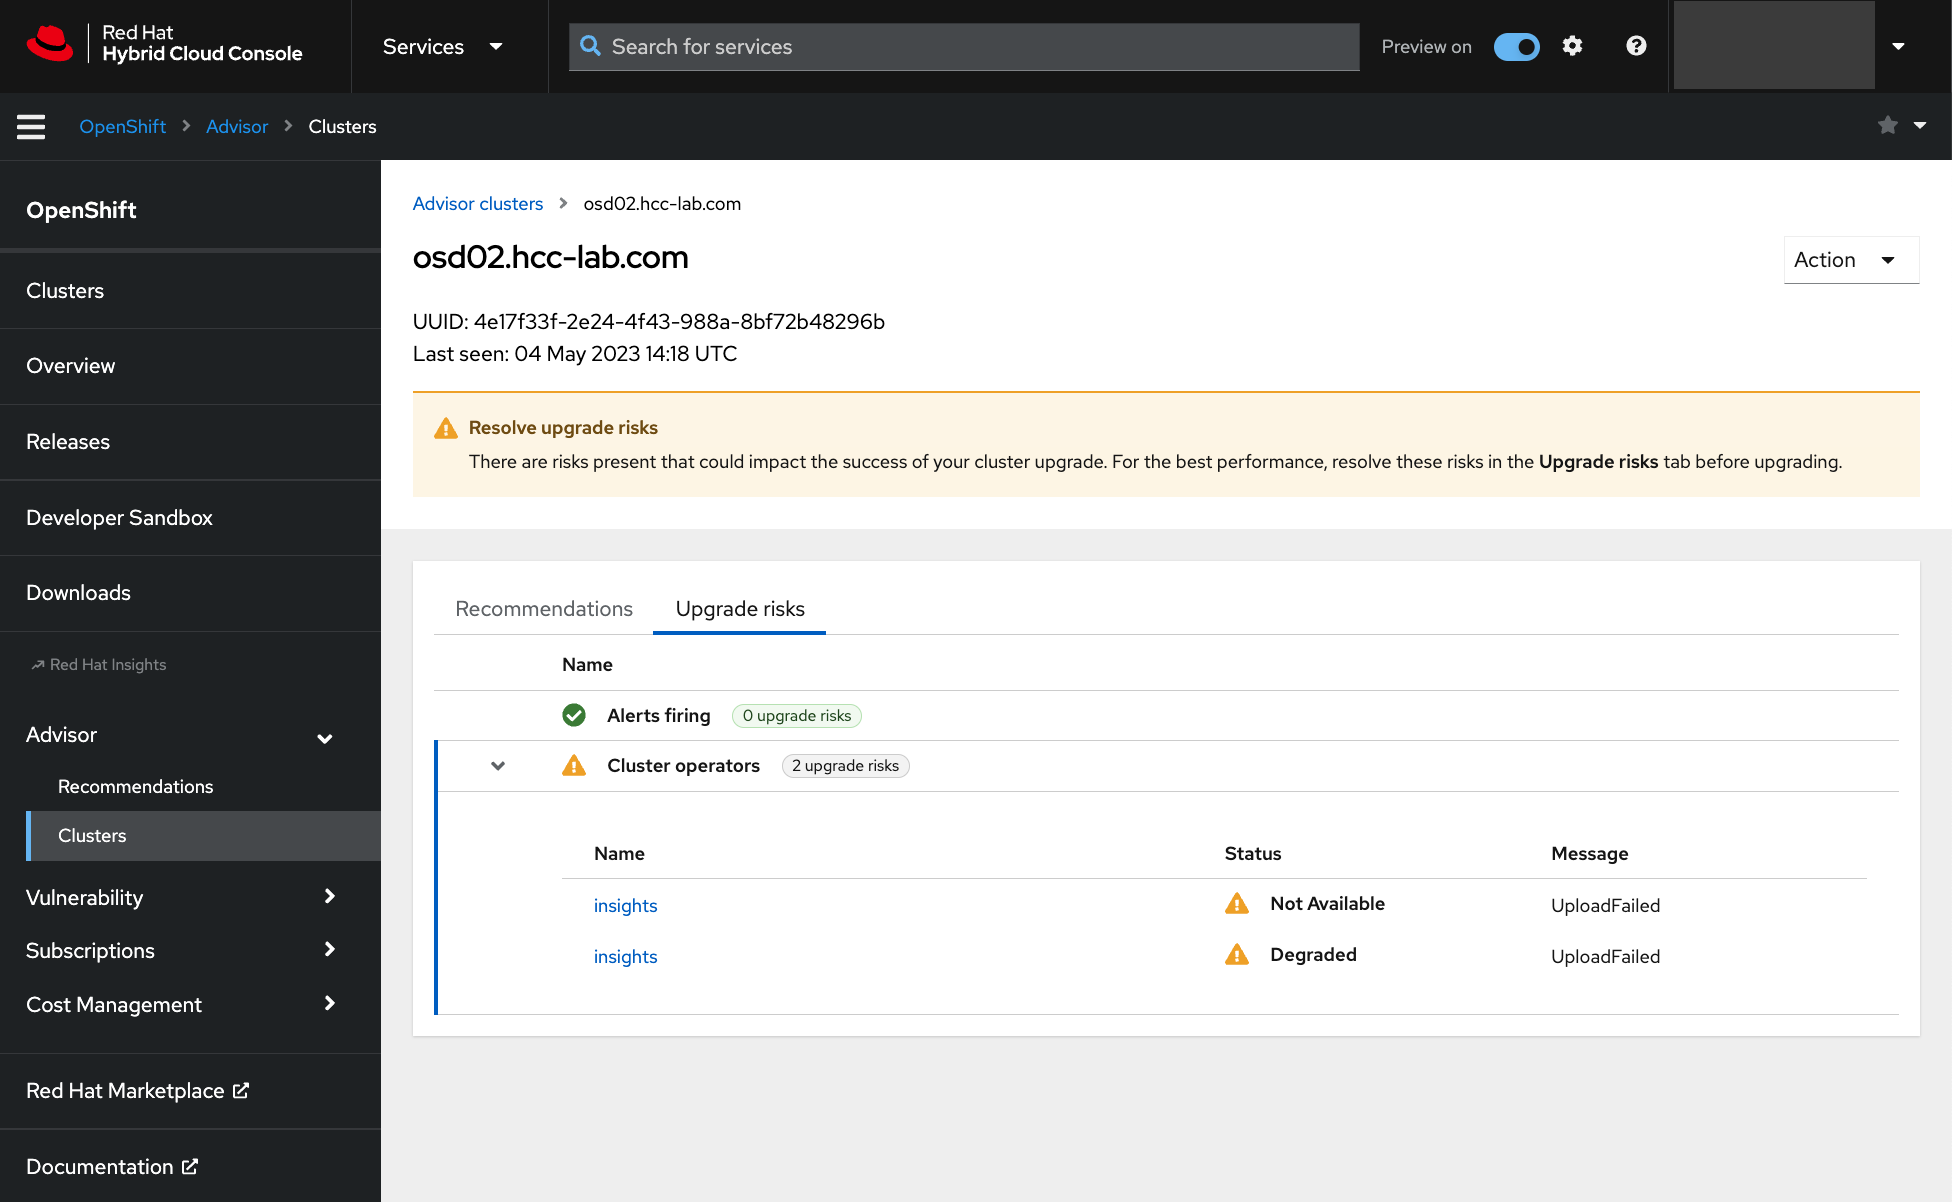 Red Hat
Hybrid Cloud Console
Services
Search for services
Preview on
OpenShift
Advisor
Clusters
OpenShift
Clusters
Overview
Releases
Developer Sandbox
Downloads
Red Hat Insights
Advisor
Recommendations
Clusters
Vulnerability
Subscriptions
Cost Management
Red Hat Marketplace
Documentation
Advisor clusters
osd02.hcc-lab.com
osd02.hcc-lab.com
Action
UUID: 4e17f33f-2e24-4f43-988a-8bf72b48296b
Last seen: 04 May 2023 14:18 UTC
Resolve upgrade risks
There are risks present that could impact the success of your cluster upgrade. For the best performance, resolve these risks in the Upgrade risks tab before upgrading.
Recommendations Upgrade risks
Name
Alerts firing 0 upgrade risks
Cluster operators 2 upgrade risks
Name Status Message
insights Not Available UploadFailed
insights Degraded UploadFailed